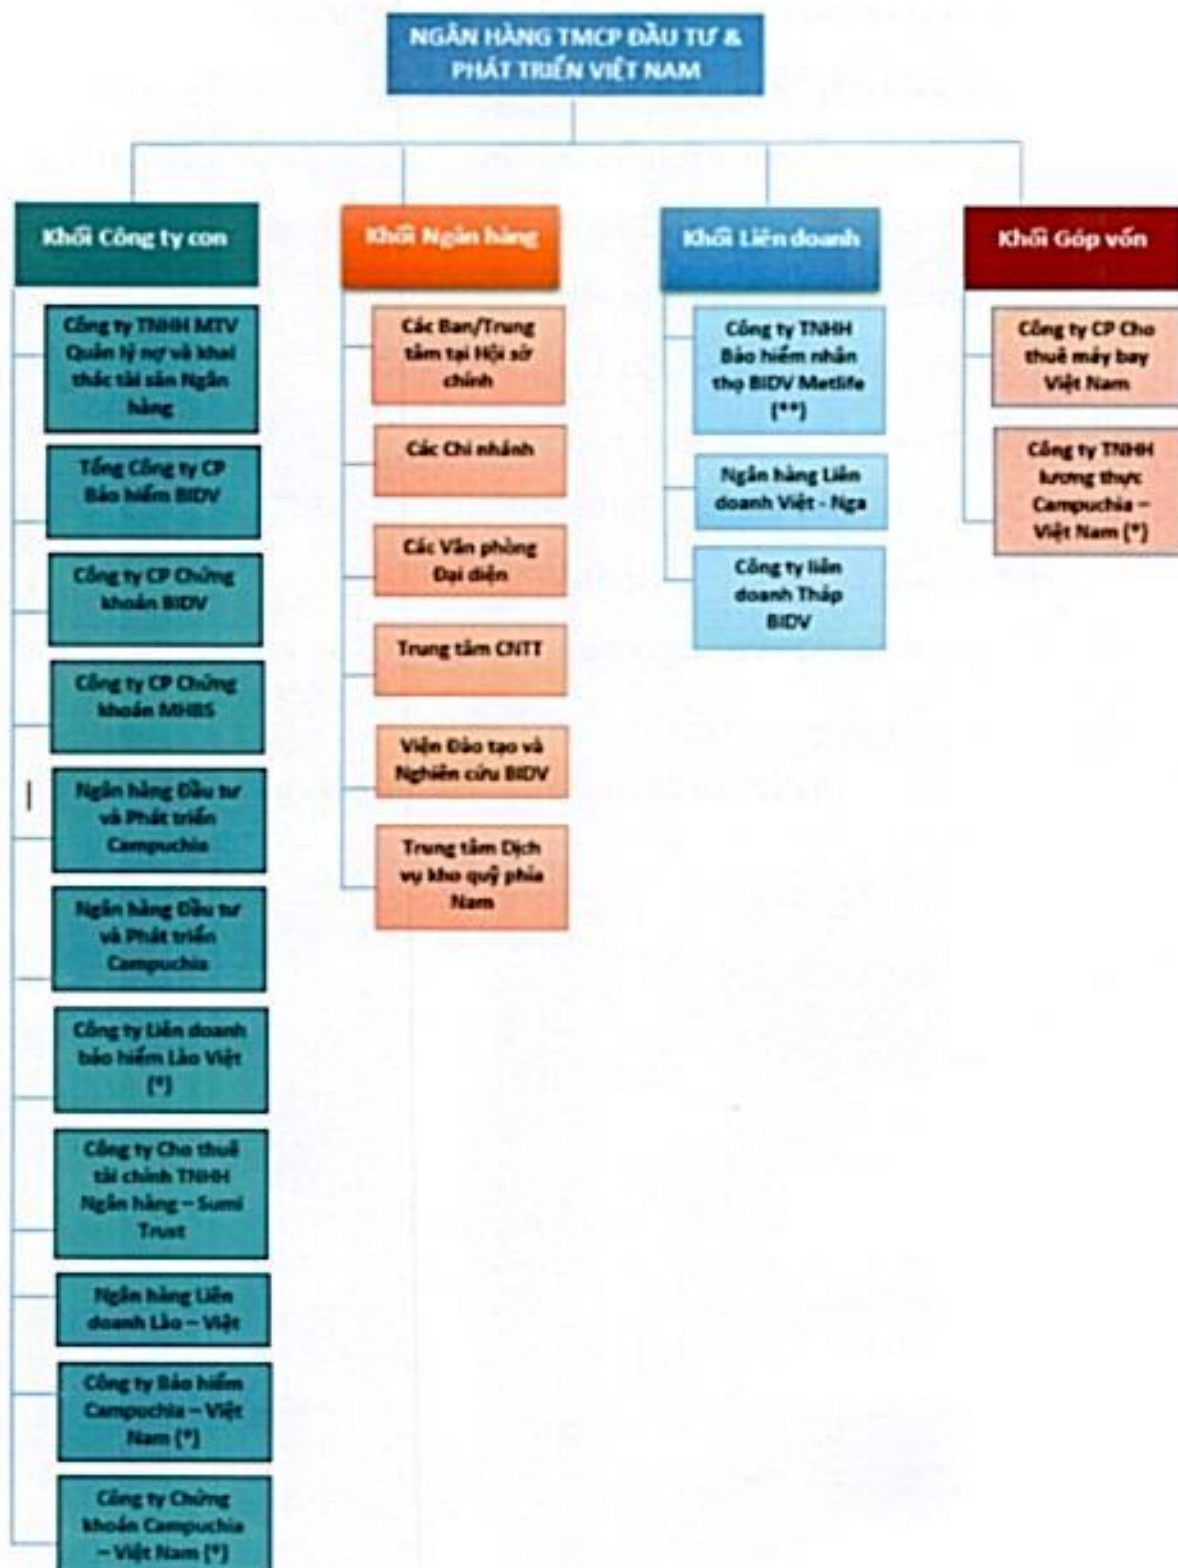 NGÂN HÀNG TMCP ĐẦU TƯ &
PHÁT TRIỂN VIỆT NAM
Khối Công ty con
Công ty TNHH MTV
Quản lý nợ và khai
thác tài sản Ngân
hàng
Tổng Công ty CP
Bảo hiểm BIDV
Công ty CP Chứng
khoán BIDV
Công ty CP Chứng
khoán MHBS
Ngân hàng Đầu tư
và Phát triển
Campuchia
Ngân hàng Đầu tư
và Phát triển
Campuchia
Công ty Liên doanh
bảo hiểm Lào Việt
(*)
Công ty Cho thuê
tài chính TNHH
Ngân hàng – Sumi
Trust
Ngân hàng Liên
doanh Lào – Việt
Công ty Bảo hiểm
Campuchia – Việt
Nam (*)
Công ty Chứng
khoán Campuchia
– Việt Nam (*)
Khối Ngân hàng
Các Ban/Trung
tâm tại Hội sở
chính
Các Chi nhánh
Các Văn phòng
Đại diện
Trung tâm CNTT
Viện Đào tạo và
Nghiên cứu BIDV
Trung tâm Dịch
vụ kho quỹ phía
Nam
Khối Liên doanh
Công ty TNHH
Bảo hiểm nhân
thọ BIDV Metlife
(**)
Ngân hàng Liên
doanh Việt - Nga
Công ty liên
doanh Tháp
BIDV
Khối Góp vốn
Công ty CP Cho
thuê máy bay
Việt Nam
Công ty TNHH
lương thực
Campuchia –
Việt Nam (*)